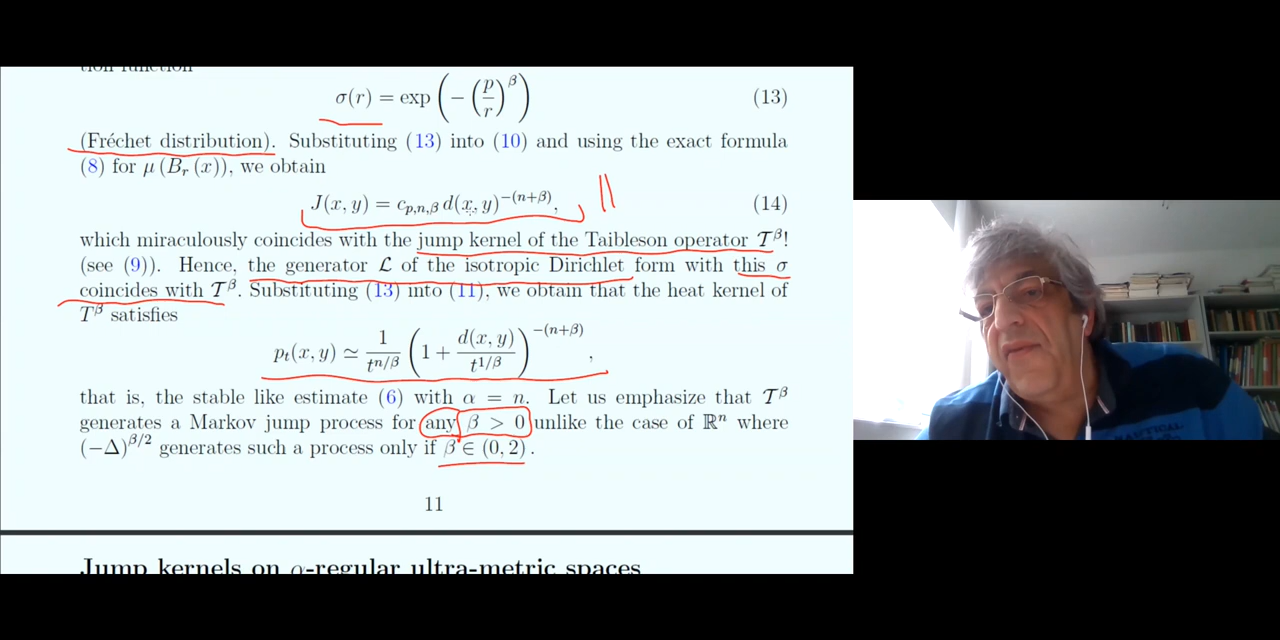 tion function
σ(r) = exp(−(p/r)^β) (13)
(Fréchet distribution). Substituting (13) into (10) and using the exact formula
(8) for μ(B_r(x)), we obtain
J(x, y) = c_{p,n,β} d(x, y)^{−(n+β)}, (14)
which miraculously coincides with the jump kernel of the Taibleson operator 𝒯^β!
(see (9)). Hence, the generator ℒ of the isotropic Dirichlet form with this σ
coincides with 𝒯^β. Substituting (13) into (11), we obtain that the heat kernel of
T^β satisfies
p_t(x, y) ≃ 1/t^{n/β} (1 + d(x, y)/t^{1/β})^{−(n+β)},
that is, the stable like estimate (6) with α = n. Let us emphasize that 𝒯^β
generates a Markov jump process for any β > 0 unlike the case of ℝ^n where
(−Δ)^{β/2} generates such a process only if β ∈ (0, 2).
11
Jump kernels on α-regular ultra-metric spaces